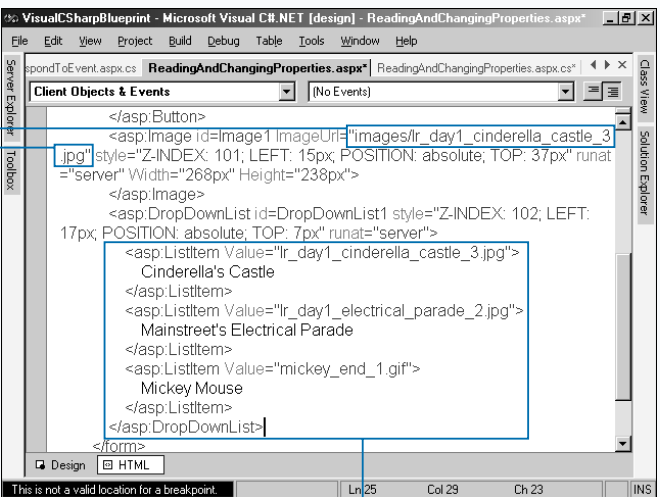 VisualCSharpBlueprint - Microsoft Visual C#.NET [design] - ReadingAndChangingProperties.aspx*
File Edit View Project Build Debug Table Tools Window Help
spondToEvent.aspx.cs ReadingAndChangingProperties.aspx* ReadingAndChangingProperties.aspx.cs*
Client Objects & Events (No Events)
Server Explorer
Toolbox
Class View
Solution Explorer
</asp:Button>
<asp:Image id=Image1 ImageUrl="images/lr_day1_cinderella_castle_3
.jpg" style="Z-INDEX: 101; LEFT: 15px; POSITION: absolute; TOP: 37px" runat
="server" Width="268px" Height="238px">
</asp:Image>
<asp:DropDownList id=DropDownList1 style="Z-INDEX: 102; LEFT:
17px; POSITION: absolute; TOP: 7px" runat="server">
<asp:ListItem Value="lr_day1_cinderella_castle_3.jpg">
Cinderella's Castle
</asp:ListItem>
<asp:ListItem Value="lr_day1_electrical_parade_2.jpg">
Mainstreet's Electrical Parade
</asp:ListItem>
<asp:ListItem Value="mickey_end_1.gif">
Mickey Mouse
</asp:ListItem>
</asp:DropDownList>
</form>
Design HTML
This is not a valid location for a breakpoint. Ln 25 Col 29 Ch 23 INS